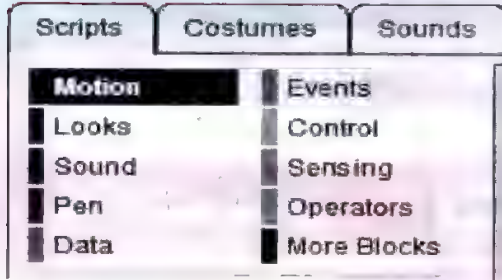 Scripts Costumes Sounds
Motion Events
Looks Control
Sound Sensing
Pen Operators
Data More Blocks